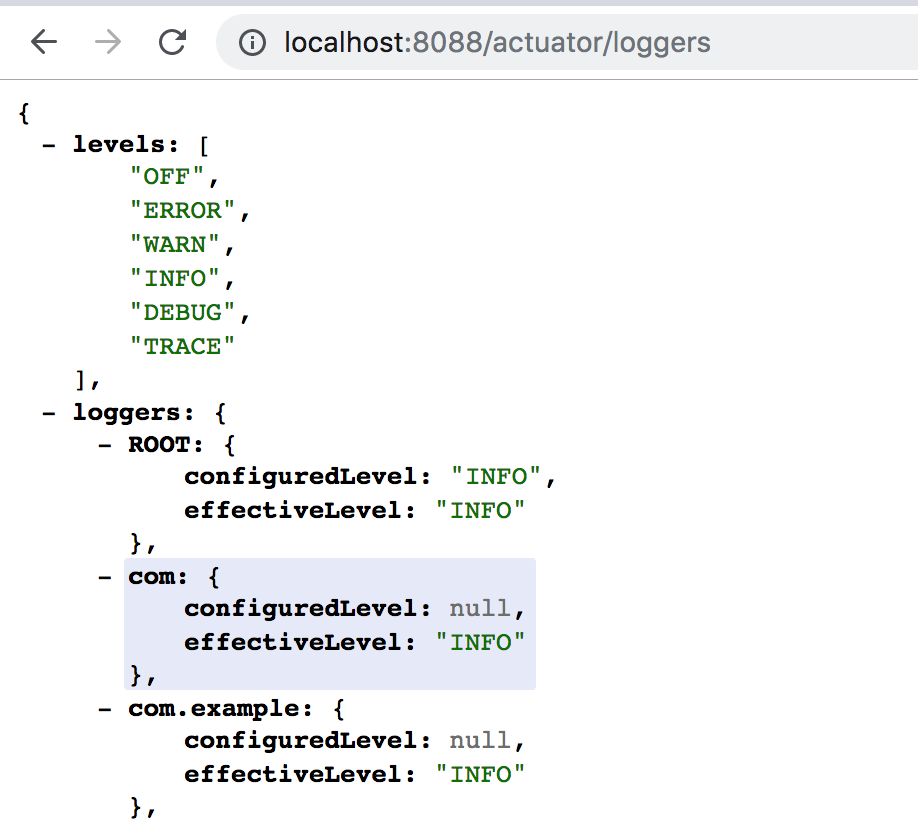 localhost:8088/actuator/loggers
{
- levels: [
"OFF",
"ERROR",
"WARN",
"INFO",
"DEBUG",
"TRACE"
],
- loggers: {
- ROOT: {
configuredLevel: "INFO",
effectiveLevel: "INFO"
},
- com: {
configuredLevel: null,
effectiveLevel: "INFO"
},
- com.example: {
configuredLevel: null,
effectiveLevel: "INFO"
},